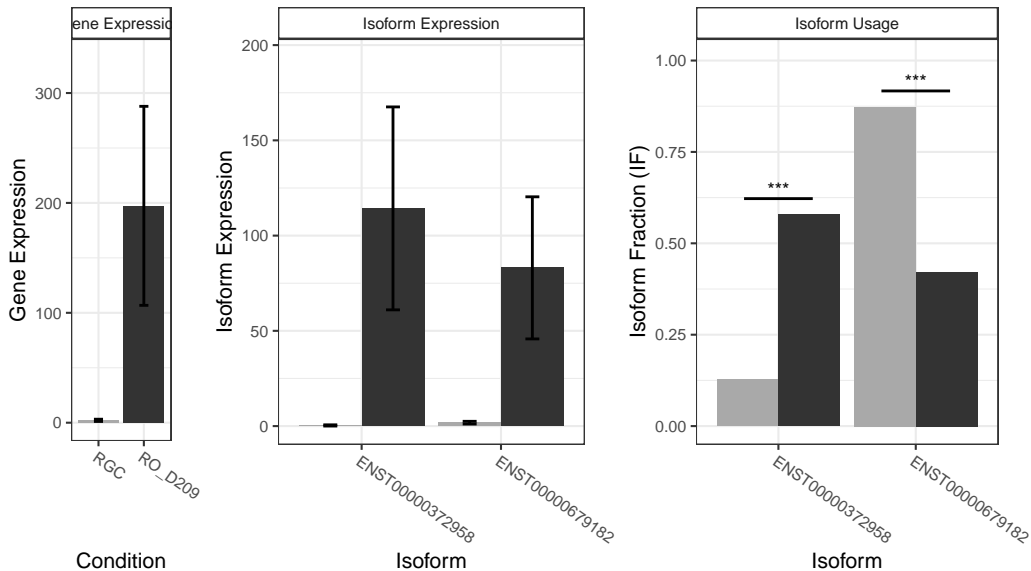 ene Expressio
Gene Expression
300
200
100
0
RGC
RO_D209
Condition
Isoform Expression
Isoform Expression
200
150
100
50
0
ENST00000372958
ENST00000679182
Isoform
Isoform Usage
Isoform Fraction (IF)
1.00
0.75
0.50
0.25
0.00
***
***
ENST00000372958
ENST00000679182
Isoform